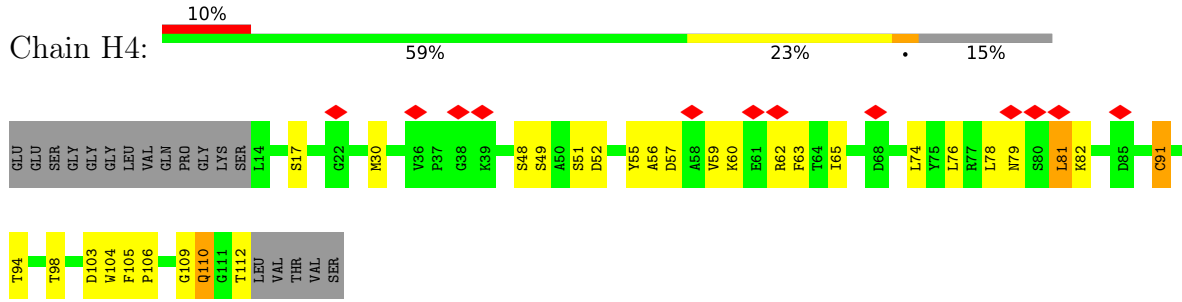 10%
Chain H4:
59% 23% • 15%
GLU GLU SER GLY GLY GLY LEU VAL GLN PRO GLY LYS SER L14 S17 G22 M30 V36 P37 G38 K39 S48 S49 A50 S51 D52 Y55 A56 D57 A58 V59 K60 E61 R62 F63 T64 I65 D68 L74 Y75 L76 R77 L78 N79 S80 L81 K82 D85 C91
T94 T98 D103 W104 F105 P106 G109 Q110 G111 T112 LEU VAL THR VAL SER